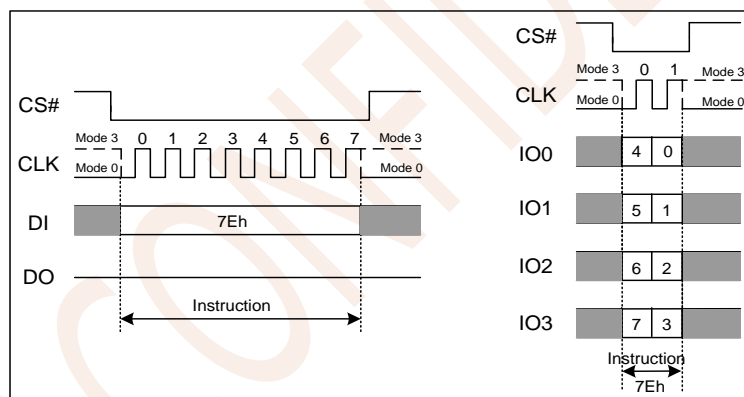 CS#
Mode 3 0 1 2 3 4 5 6 7 Mode 3
CLK
Mode 0 Mode 0
DI 7Eh
DO
Instruction
CS#
Mode 3 0 1 Mode 3
CLK
Mode 0 Mode 0
IO0 4 0
IO1 5 1
IO2 6 2
IO3 7 3
Instruction
7Eh
CONFIDE